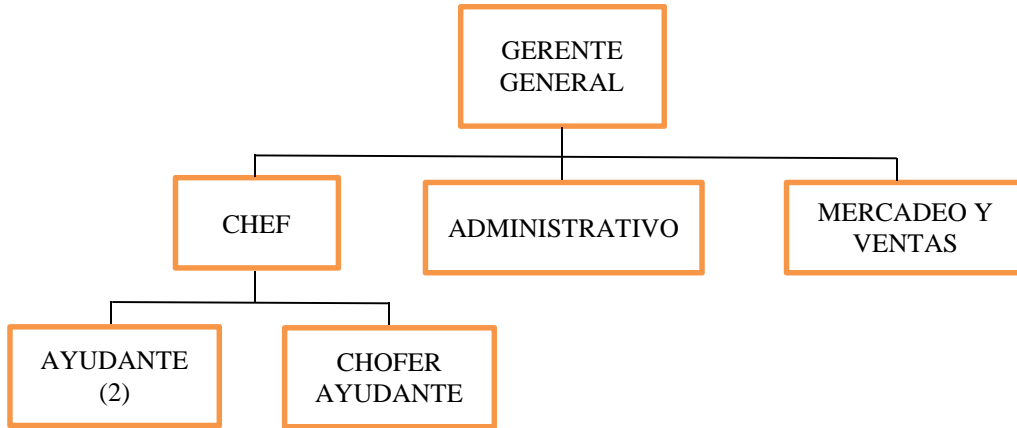 GERENTE
GENERAL
CHEF
ADMINISTRATIVO
MERCADEO Y
VENTAS
AYUDANTE
(2)
CHOFER
AYUDANTE